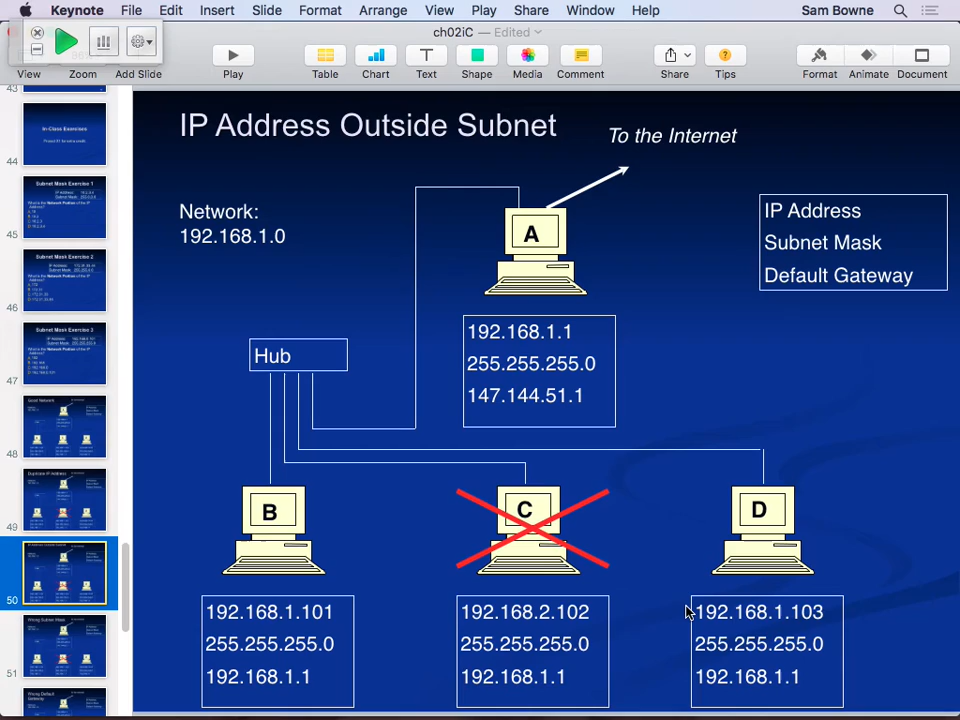 Keynote File Edit Insert Slide Format Arrange View Play Share Window Help Sam Bowne
ch02iC — Edited
View Zoom Add Slide Play Table Chart Text Shape Media Comment Share Tips Format Animate Document
43
44
In-Class Exercises
45
Subnet Mask Exercise 1
46
Subnet Mask Exercise 2
47
Subnet Mask Exercise 3
48
Good Network
49
Duplicate IP Address
50
IP Address Outside Subnet
51
Wrong Subnet Mask
Wrong Default
Gateway
IP Address Outside Subnet
To the Internet
Network:
192.168.1.0
IP Address
Subnet Mask
Default Gateway
A
192.168.1.1
255.255.255.0
147.144.51.1
Hub
B
C
D
192.168.1.101
255.255.255.0
192.168.1.1
192.168.2.102
255.255.255.0
192.168.1.1
192.168.1.103
255.255.255.0
192.168.1.1